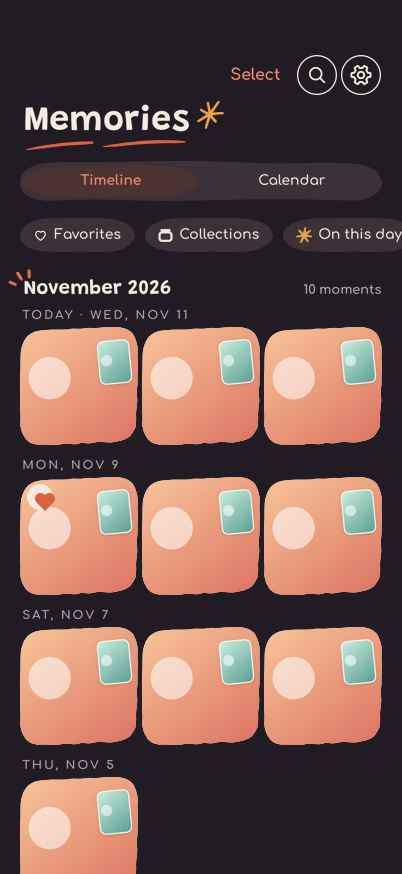 Select
Memories
Timeline
Calendar
Favorites
Collections
On this day
November 2026
10 moments
TODAY · WED, NOV 11
MON, NOV 9
SAT, NOV 7
THU, NOV 5